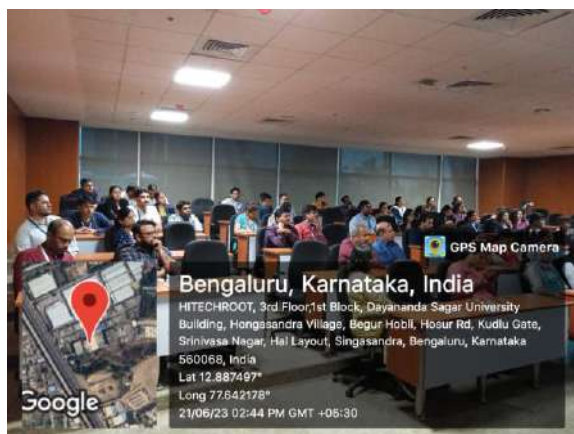 GPS Map Camera
Bengaluru, Karnataka, India
HITECHROOT, 3rd Floor,1st Block, Dayananda Sagar University
Building, Hongasandra Village, Begur Hobli, Hosur Rd, Kudlu Gate,
Srinivasa Nagar, Hal Layout, Singasandra, Bengaluru, Karnataka
560068, India
Lat 12.887497°
Long 77.642178°
21/06/23 02:44 PM GMT +05:30
Google